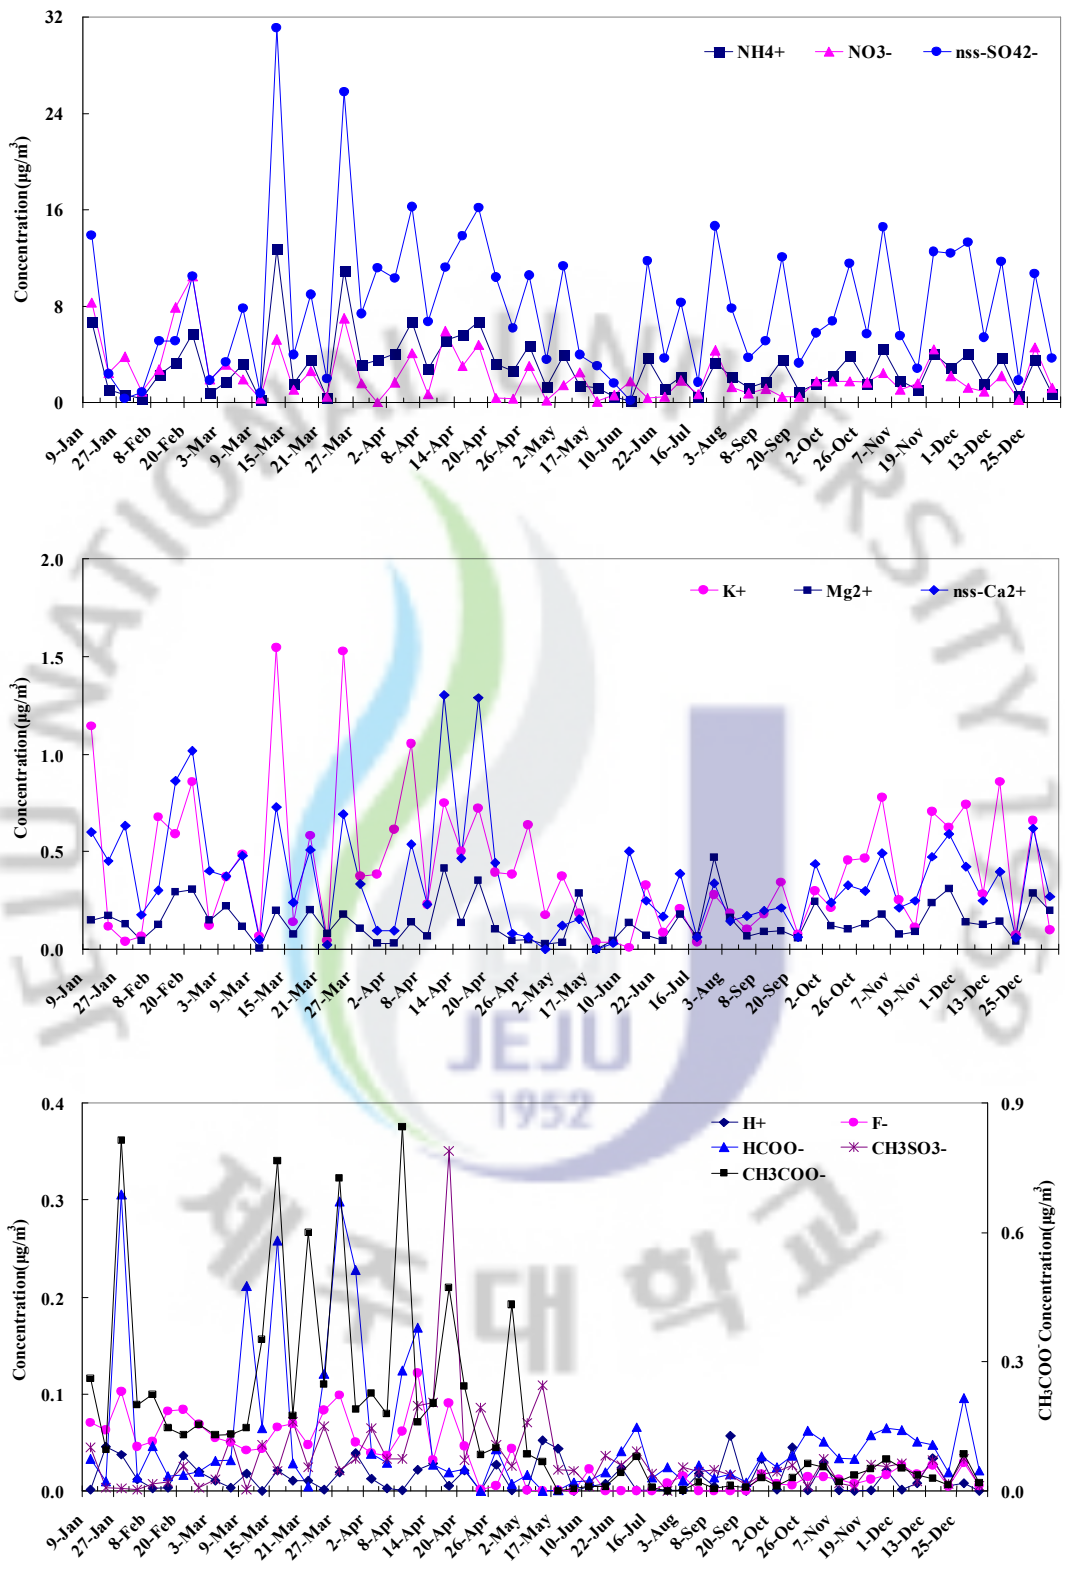 32
24
16
8
0
Concentration(μg/m³)
NH4+ NO3- nss-SO42-
9-Jan 27-Jan 8-Feb 20-Feb 3-Mar 9-Mar 15-Mar 21-Mar 27-Mar 2-Apr 8-Apr 14-Apr 20-Apr 26-Apr 2-May 17-May 10-Jun 22-Jun 16-Jul 3-Aug 8-Sep 20-Sep 2-Oct 26-Oct 7-Nov 19-Nov 1-Dec 13-Dec 25-Dec
2.0
1.5
1.0
0.5
0.0
Concentration(μg/m³)
K+ Mg2+ nss-Ca2+
9-Jan 27-Jan 8-Feb 20-Feb 3-Mar 9-Mar 15-Mar 21-Mar 27-Mar 2-Apr 8-Apr 14-Apr 20-Apr 26-Apr 2-May 17-May 10-Jun 22-Jun 16-Jul 3-Aug 8-Sep 20-Sep 2-Oct 26-Oct 7-Nov 19-Nov 1-Dec 13-Dec 25-Dec
0.4
0.3
0.2
0.1
0.0
Concentration(μg/m³)
H+ F-
HCOO- CH3SO3-
CH3COO-
0.9
0.6
0.3
0.0
CH₃COO⁻ Concentration(μg/m³)
9-Jan 27-Jan 8-Feb 20-Feb 3-Mar 9-Mar 15-Mar 21-Mar 27-Mar 2-Apr 8-Apr 14-Apr 20-Apr 26-Apr 2-May 17-May 10-Jun 22-Jun 16-Jul 3-Aug 8-Sep 20-Sep 2-Oct 26-Oct 7-Nov 19-Nov 1-Dec 13-Dec 25-Dec
JEJU NATIONAL UNIVERSITY 1952
JEJU
1952
제주대학교